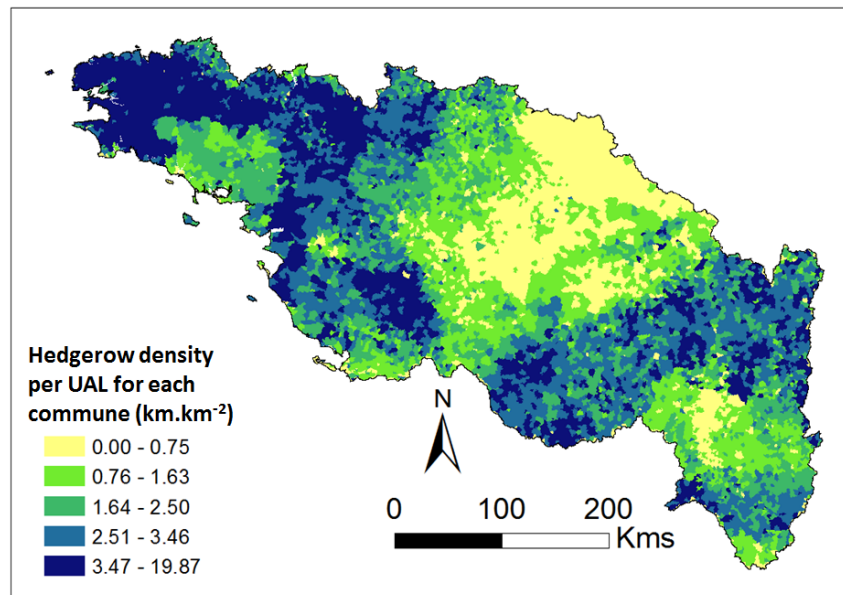 Hedgerow density
per UAL for each
commune (km.km⁻²)
0.00 - 0.75
0.76 - 1.63
1.64 - 2.50
2.51 - 3.46
3.47 - 19.87
N
0 100 200
Kms